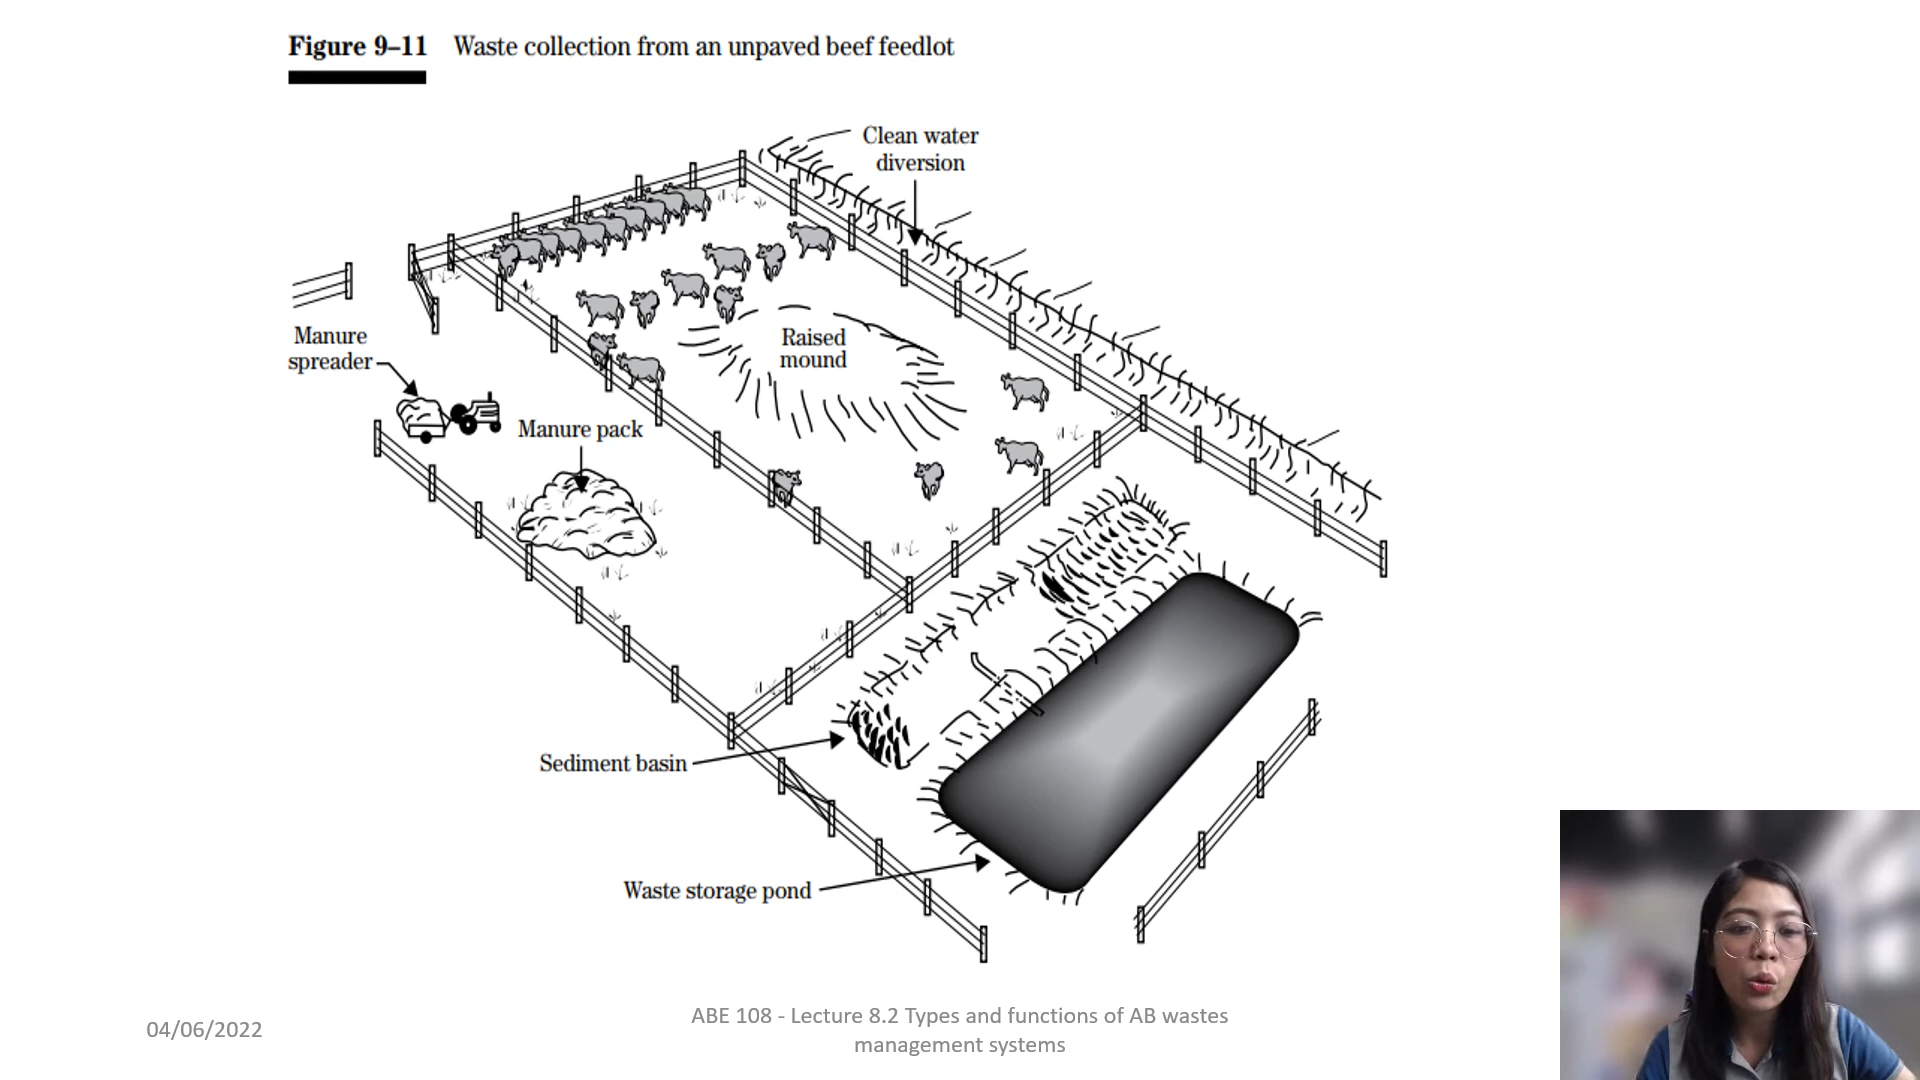 Figure 9–11 Waste collection from an unpaved beef feedlot
Clean water
diversion
Raised
mound
Manure
spreader
Manure pack
Sediment basin
Waste storage pond
04/06/2022
ABE 108 - Lecture 8.2 Types and functions of AB wastes
management systems